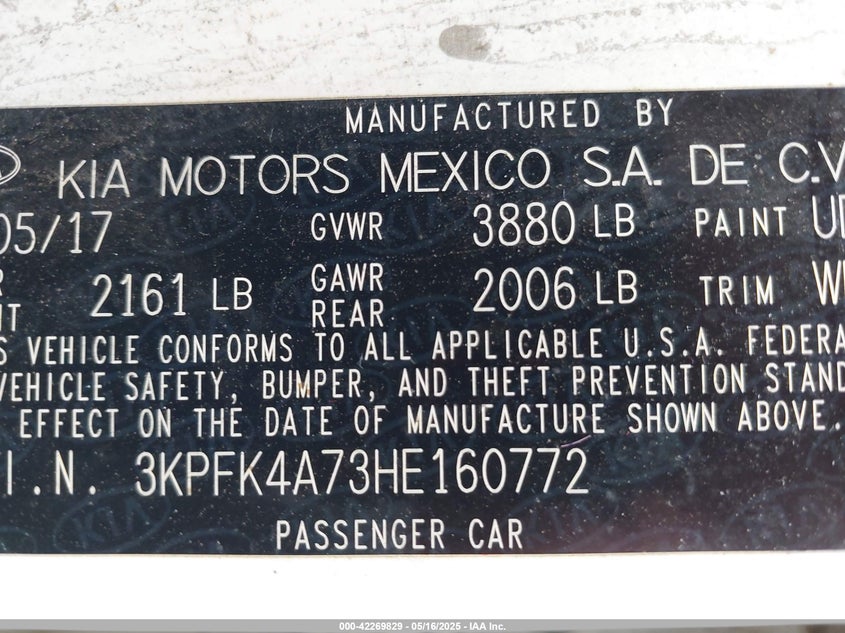 MANUFACTURED BY
KIA MOTORS MEXICO S.A. DE C.V
05/17 GVWR 3880 LB PAINT UD
2161 LB GAWR REAR 2006 LB TRIM W
VEHICLE CONFORMS TO ALL APPLICABLE U.S.A. FEDERA
VEHICLE SAFETY, BUMPER, AND THEFT PREVENTION STAND
EFFECT ON THE DATE OF MANUFACTURE SHOWN ABOVE.
I.N. 3KPFK4A73HE160772
PASSENGER CAR
000-42269829 - 05/16/2025 - IAA Inc.